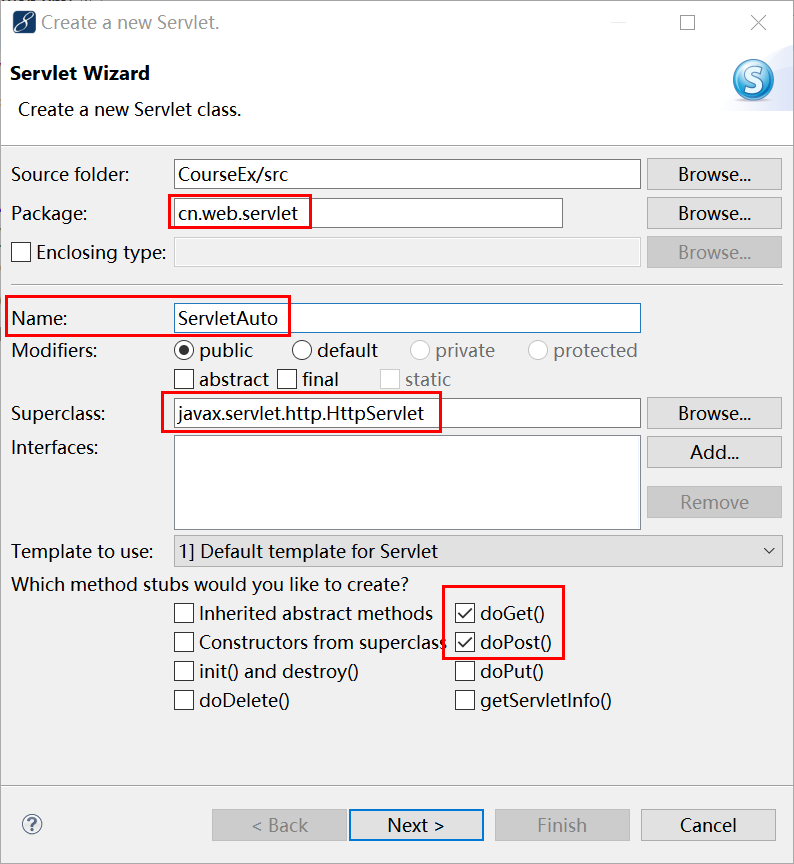 Create a new Servlet.
Servlet Wizard
Create a new Servlet class.
Source folder: CourseEx/src Browse...
Package: cn.web.servlet Browse...
Enclosing type: Browse...
Name: ServletAuto
Modifiers: public default private protected
abstract final static
Superclass: javax.servlet.http.HttpServlet Browse...
Interfaces: Add...
Remove
Template to use: 1] Default template for Servlet
Which method stubs would you like to create?
Inherited abstract methods doGet()
Constructors from superclass doPost()
init() and destroy() doPut()
doDelete() getServletInfo()
? < Back Next > Finish Cancel